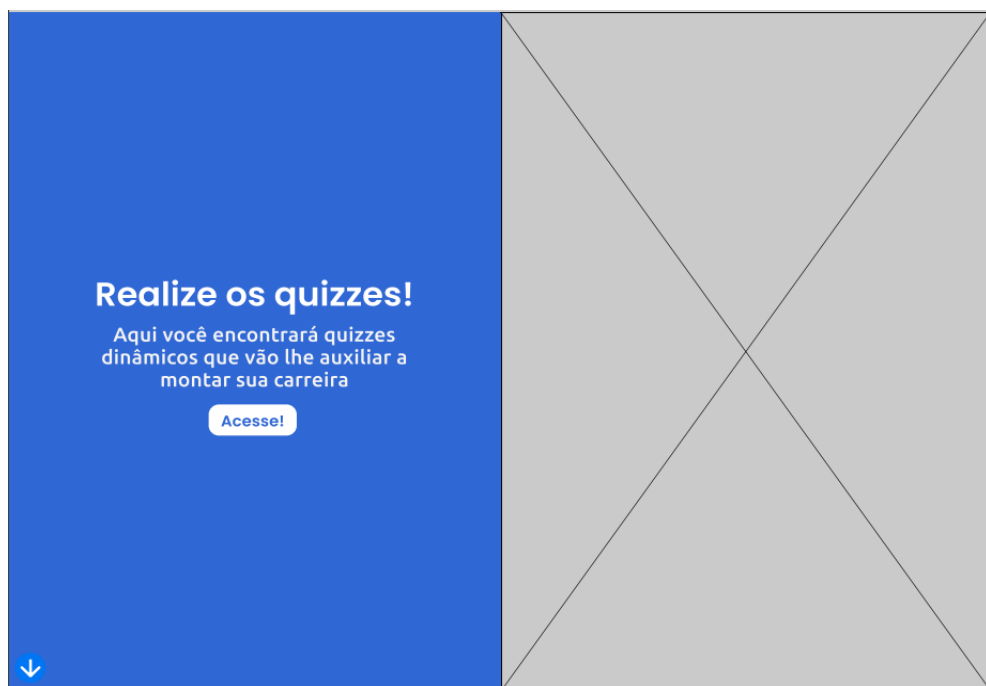 Realize os quizzes!
Aqui você encontrará quizzes
dinâmicos que vão lhe auxiliar a
montar sua carreira
Acesse!